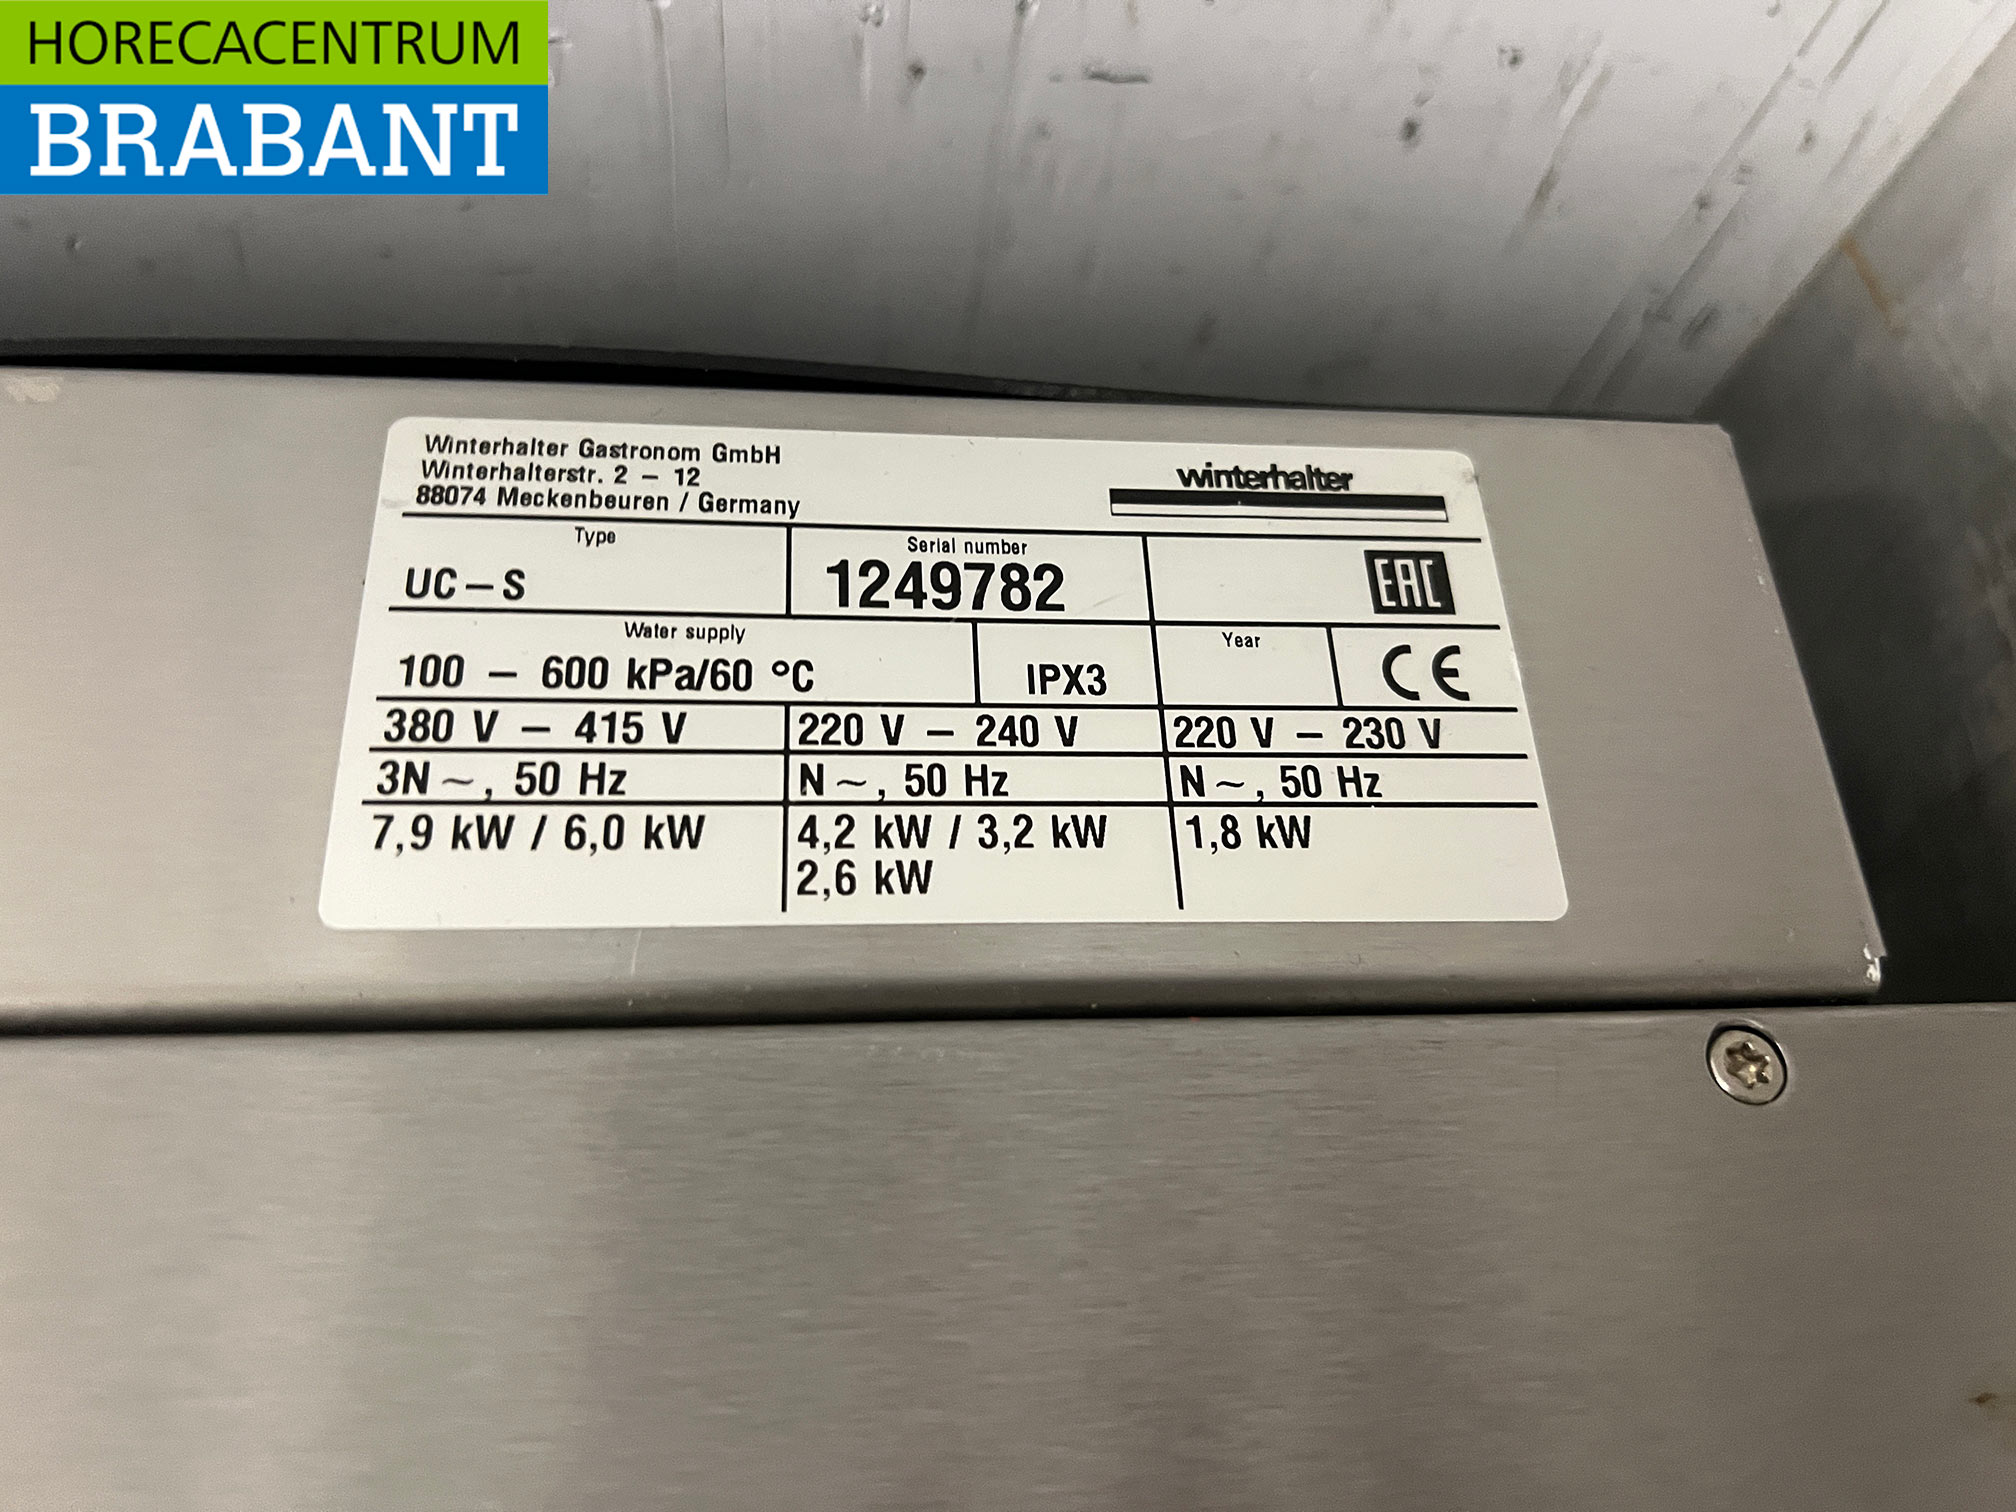 HORECACENTRUM
BRABANT
Winterhalter Gastronom GmbH
Winterhalterstr. 2 – 12
88074 Meckenbeuren / Germany
winterhalter
Type
UC – S
Serial number
1249782
EAC
Water supply
100 – 600 kPa/60 °C
IPX3
Year
CE
380 V – 415 V
220 V – 240 V
220 V – 230 V
3N ~, 50 Hz
N ~, 50 Hz
N ~, 50 Hz
7,9 kW / 6,0 kW
4,2 kW / 3,2 kW
2,6 kW
1,8 kW